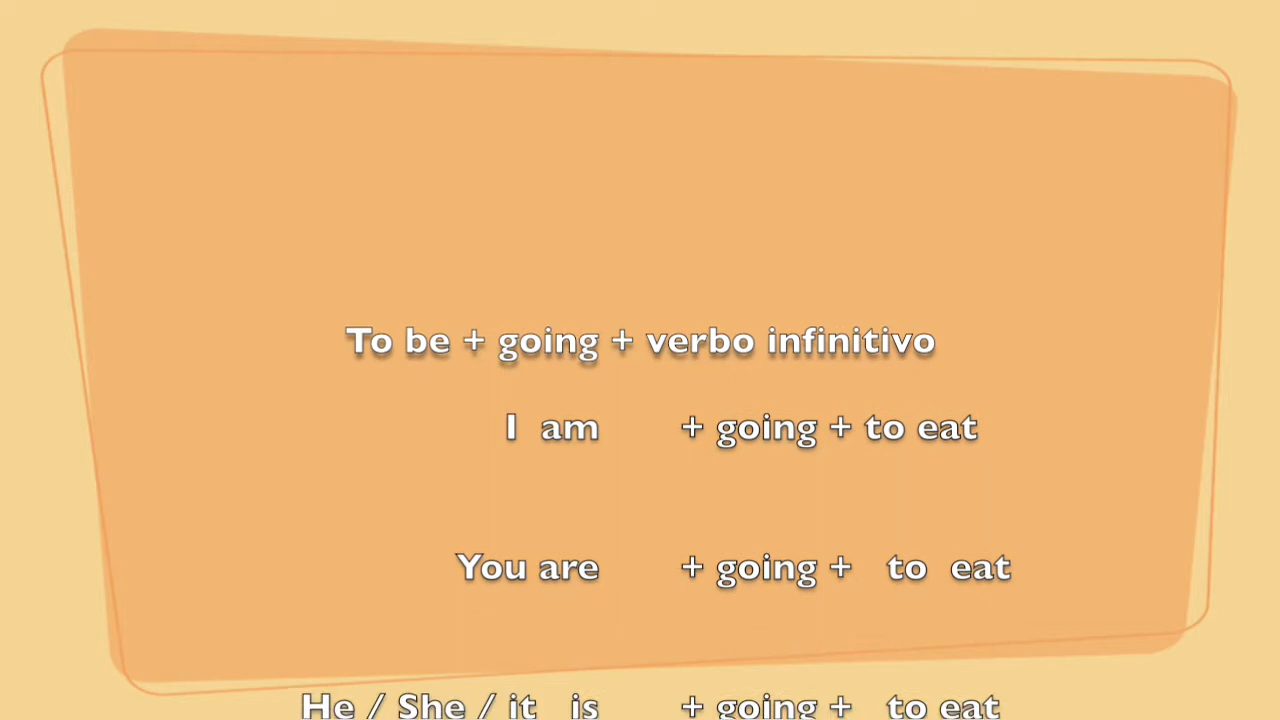 To be + going + verbo infinitivo
I am + going + to eat
You are + going + to eat
He / She / it is + going + to eat